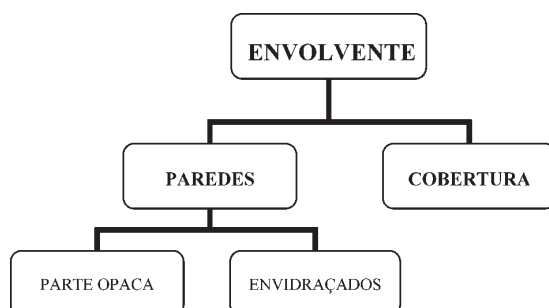 ENVOLVENTE
PAREDES
COBERTURA
PARTE OPACA
ENVIDRAÇADOS